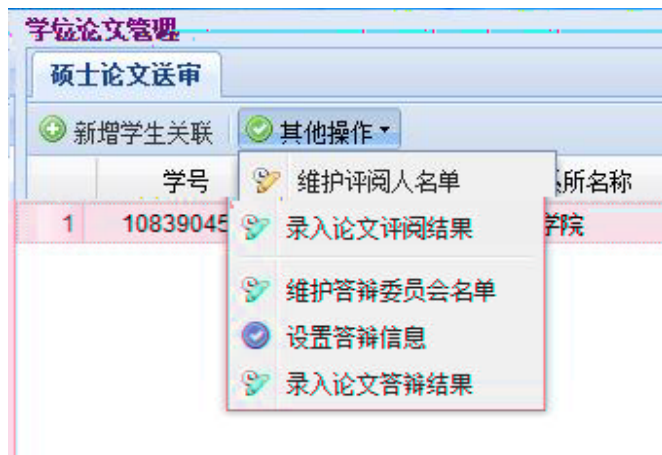 学位论文管理
硕士论文送审
新增学生关联 其他操作
学号 所名称
维护评阅人名单
1 10839045 学院
录入论文评阅结果
维护答辩委员会名单
设置答辩信息
录入论文答辩结果